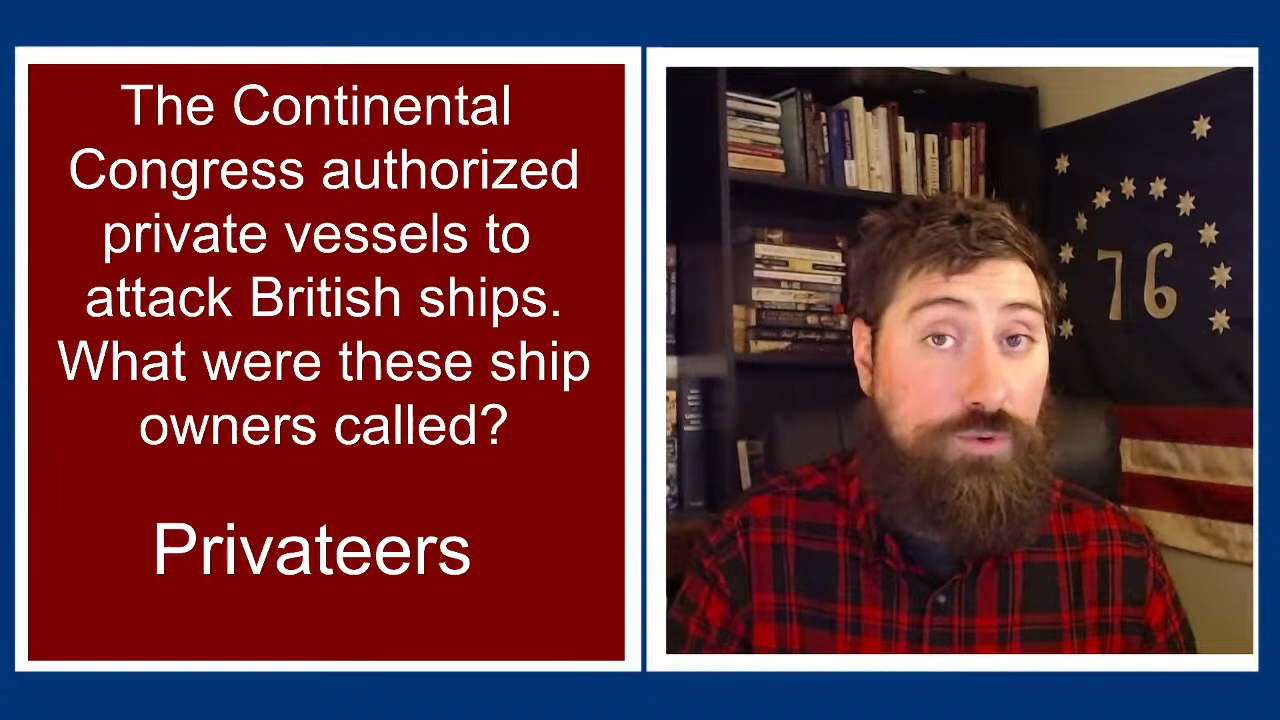 The Continental
Congress authorized
private vessels to
attack British ships.
What were these ship
owners called?
Privateers
76